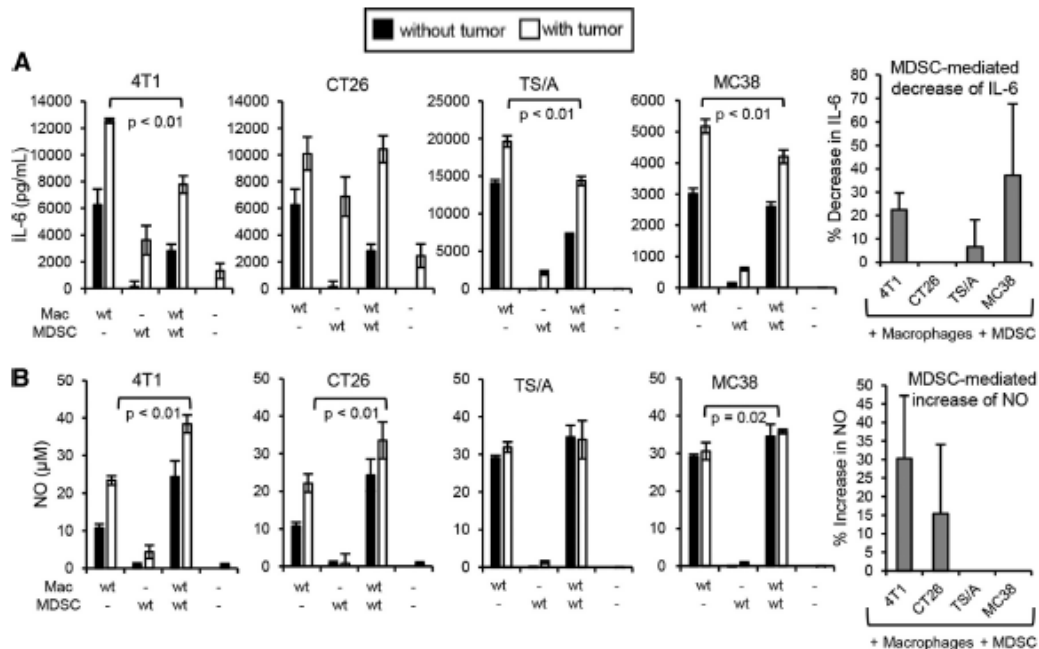 without tumor with tumor
A
4T1
CT26
TS/A
MC38
MDSC-mediated
decrease of IL-6
IL-6 (pg/mL)
14000
12000
10000
8000
6000
4000
2000
0
p < 0.01
14000
12000
10000
8000
6000
4000
2000
0
25000
20000
15000
10000
5000
0
p < 0.01
6000
5000
4000
3000
2000
1000
0
p < 0.01
% Decrease in IL-6
80
70
60
50
40
30
20
10
0
Mac wt - wt - wt - wt - wt - wt - wt - wt -
MDSC - wt wt - - wt wt - - wt wt - - wt wt -
4T1 CT26 TS/A MC38
+ Macrophages + MDSC
B
4T1
CT26
TS/A
MC38
MDSC-mediated
increase of NO
NO (µM)
50
40
30
20
10
0
p < 0.01
50
40
30
20
10
0
p < 0.01
50
40
30
20
10
0
50
40
30
20
10
0
p = 0.02
% Increase in NO
50
45
40
35
30
25
20
15
10
5
0
Mac wt - wt - wt - wt - wt - wt - wt - wt -
MDSC - wt wt - - wt wt - - wt wt - - wt wt -
4T1 CT26 TS/A MC38
+ Macrophages + MDSC